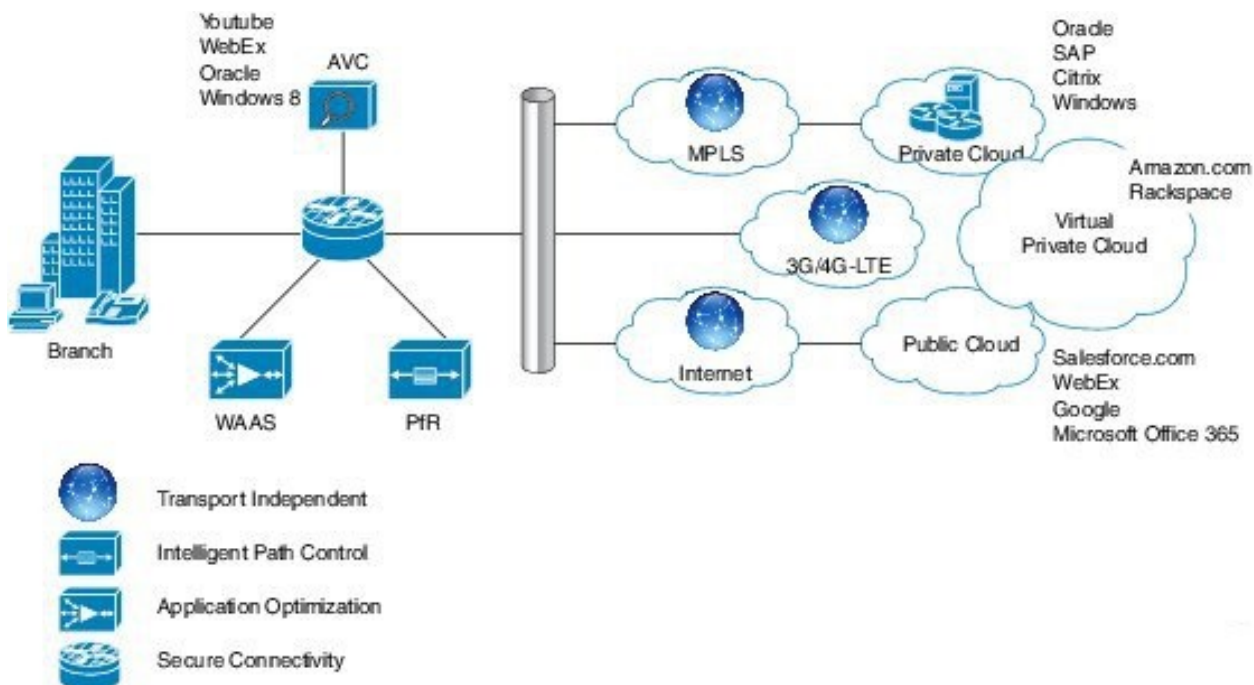 Youtube
WebEx
Oracle
Windows 8
AVC
Oracle
SAP
Citrix
Windows
MPLS
Private Cloud
Amazon.com
Rackspace
Virtual
Private Cloud
3G/4G-LTE
Branch
Internet
Public Cloud
WAAS
PfR
Salesforce.com
WebEx
Google
Microsoft Office 365
Transport Independent
Intelligent Path Control
Application Optimization
Secure Connectivity